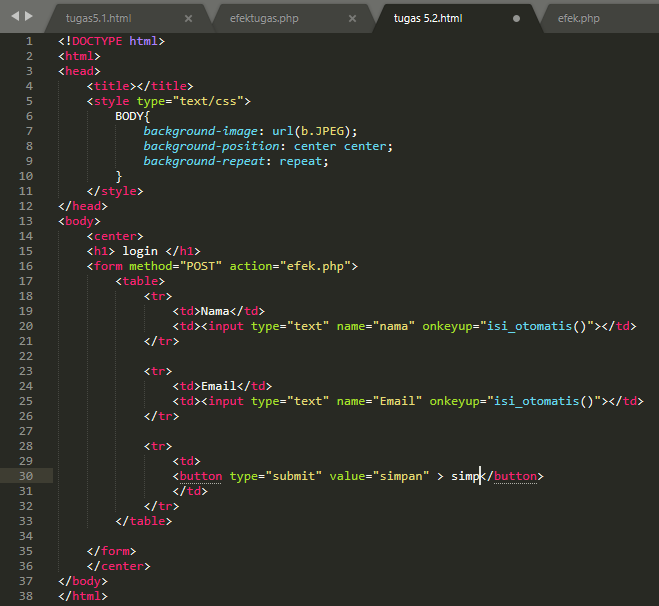 tugas5.1.html × efektugas.php × tugas 5.2.html efek.php
1 <!DOCTYPE html>
2 <html>
3 <head>
4 <title></title>
5 <style type="text/css">
6 BODY{
7 background-image: url(b.JPEG);
8 background-position: center center;
9 background-repeat: repeat;
10 }
11 </style>
12 </head>
13 <body>
14 <center>
15 <h1> login </h1>
16 <form method="POST" action="efek.php">
17 <table>
18 <tr>
19 <td>Nama</td>
20 <td><input type="text" name="nama" onkeyup="isi_otomatis()"></td>
21 </tr>
22
23 <tr>
24 <td>Email</td>
25 <td><input type="text" name="Email" onkeyup="isi_otomatis()"></td>
26 </tr>
27
28 <tr>
29 <td>
30 <button type="submit" value="simpan" > simp</button>
31 </td>
32 </tr>
33 </table>
34
35 </form>
36 </center>
37 </body>
38 </html>